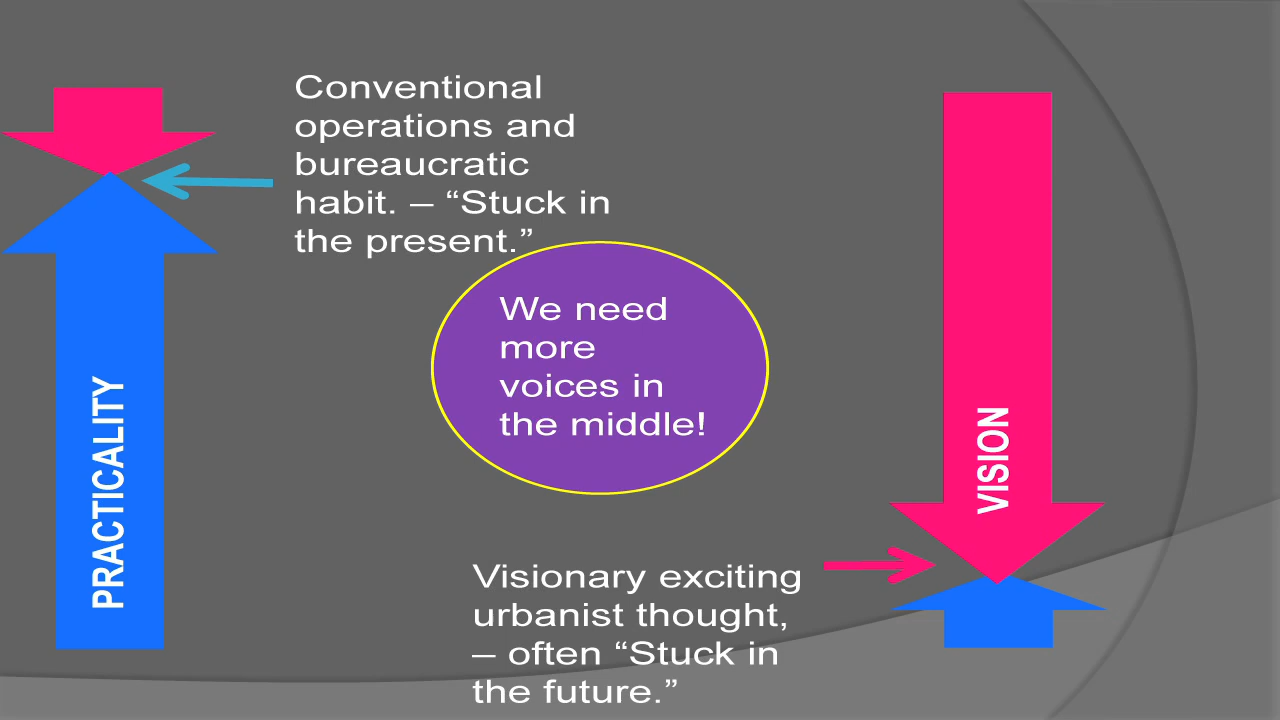 Conventional
operations and
bureaucratic
habit. – “Stuck in
the present.”
We need
more
voices in
the middle!
PRACTICALITY
VISION
Visionary exciting
urbanist thought,
– often “Stuck in
the future.”